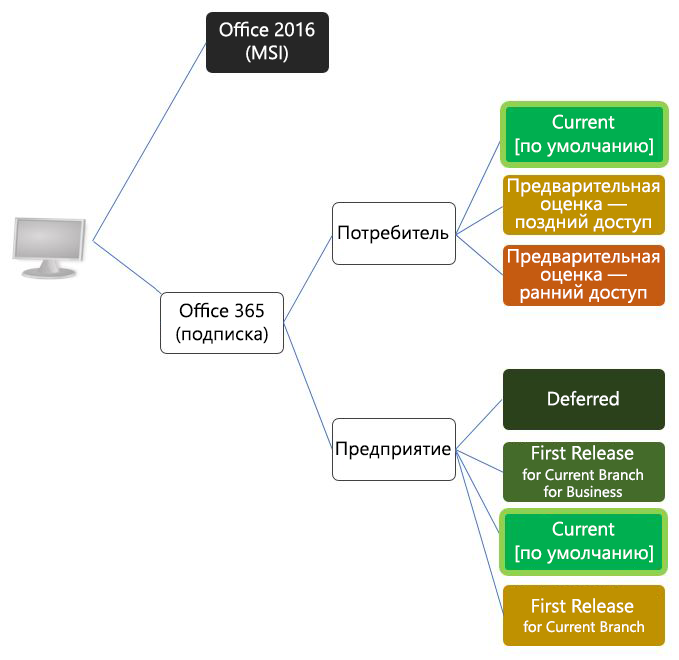 Office 2016
(MSI)
Current
[по умолчанию]
Предварительная
оценка —
поздний доступ
Потребитель
Предварительная
оценка —
ранний доступ
Office 365
(подписка)
Deferred
Предприятие
First Release
for Current Branch
for Business
Current
[по умолчанию]
First Release
for Current Branch